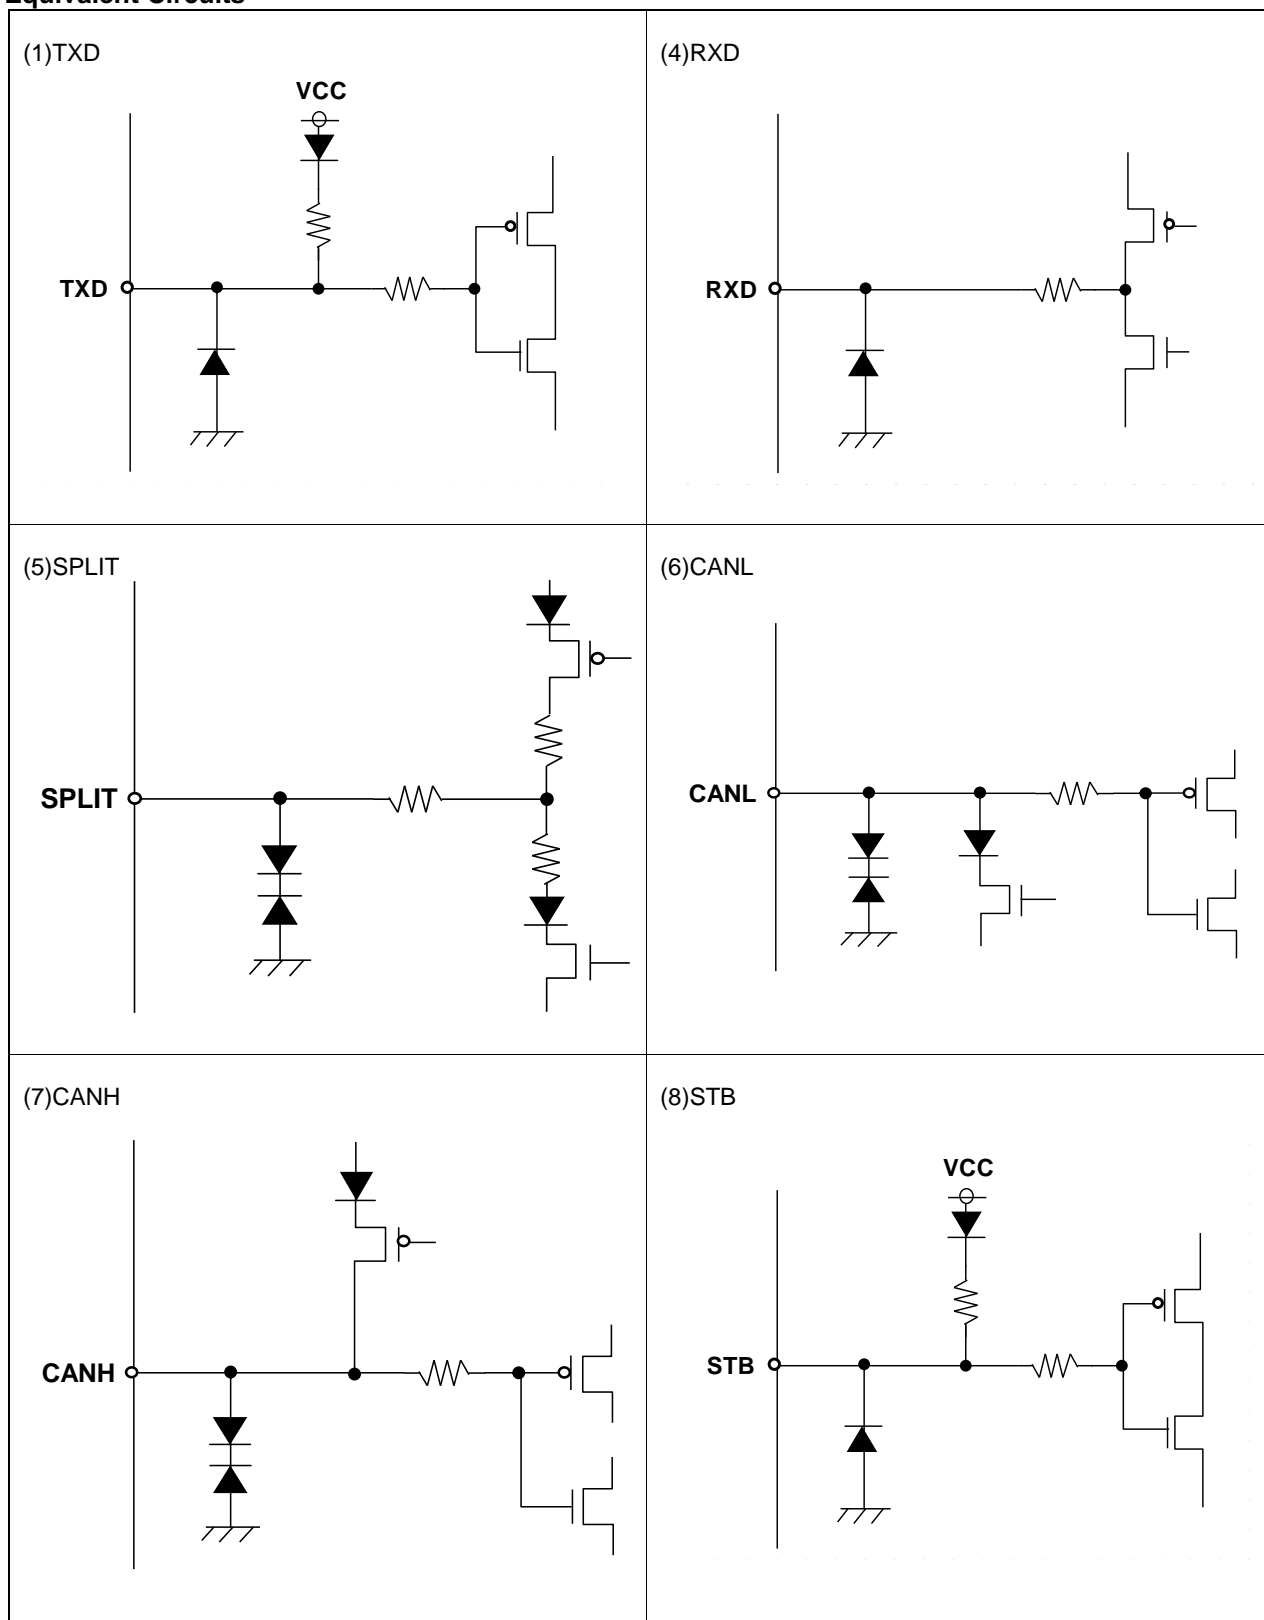 Equivalent Circuits
(1)TXD
VCC
TXD
(4)RXD
RXD
(5)SPLIT
SPLIT
(6)CANL
CANL
(7)CANH
CANH
(8)STB
VCC
STB